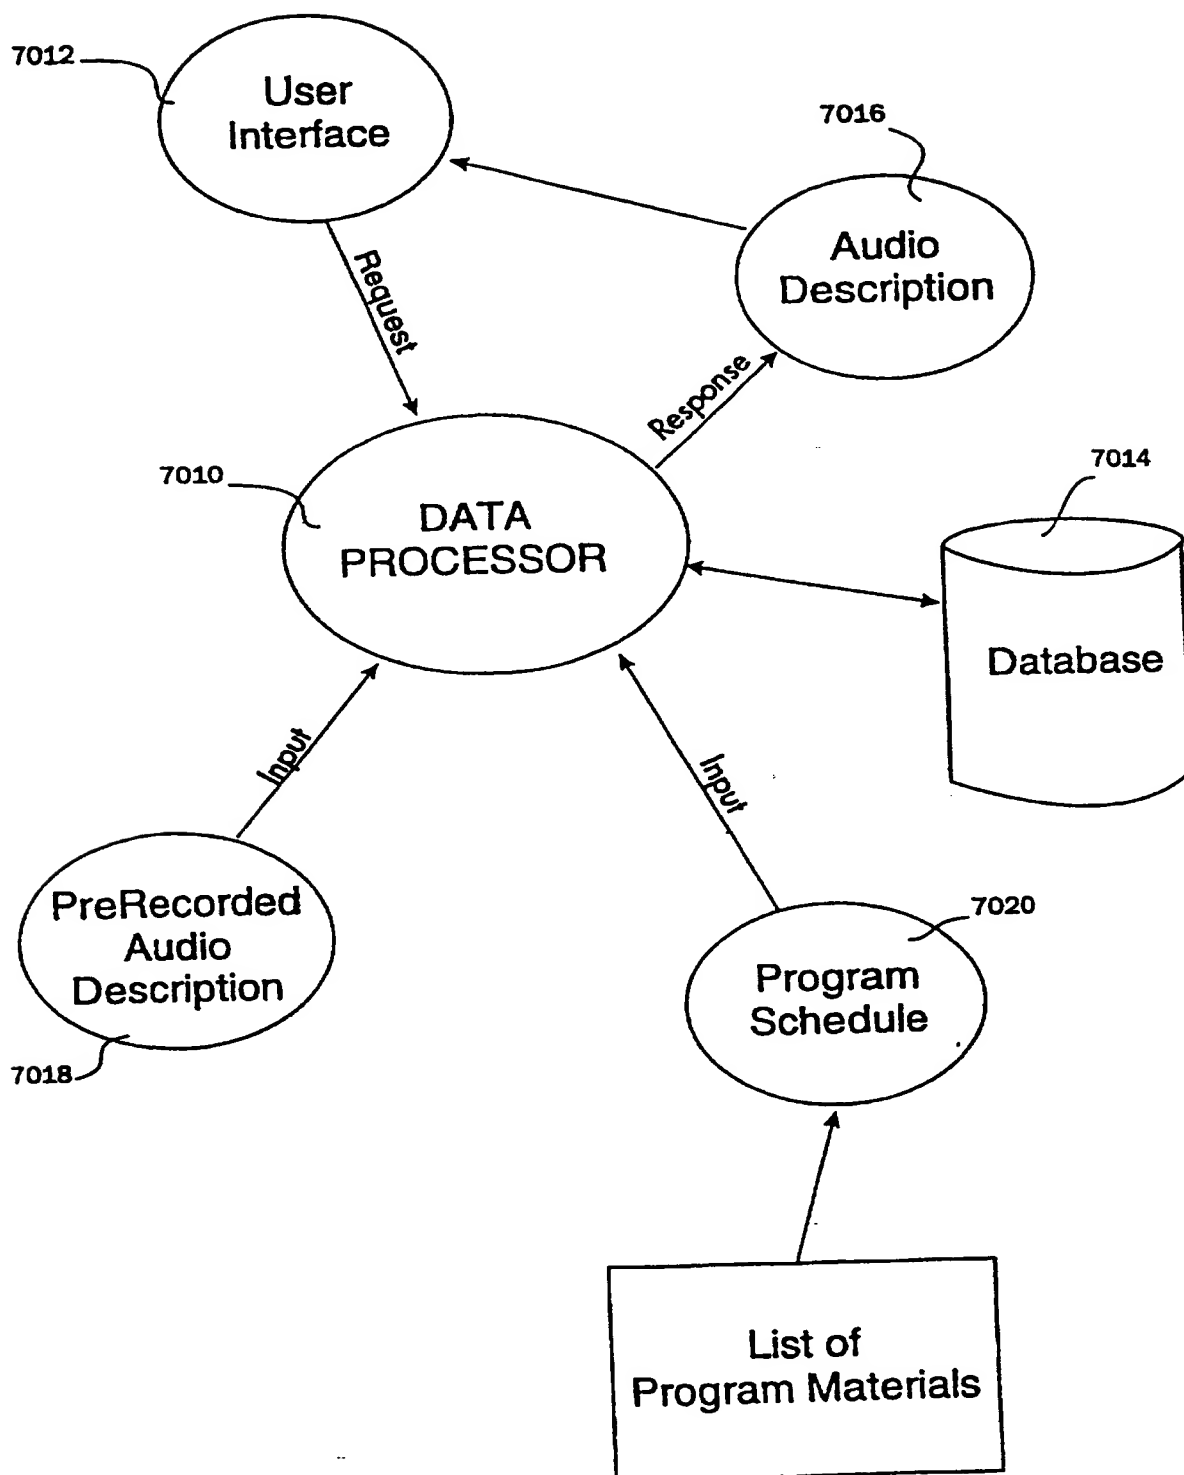 7012
User
Interface
7016
Audio
Description
Request
Response
7010
DATA
PROCESSOR
7014
Database
Input
Input
PreRecorded
Audio
Description
7018
7020
Program
Schedule
List of
Program Materials